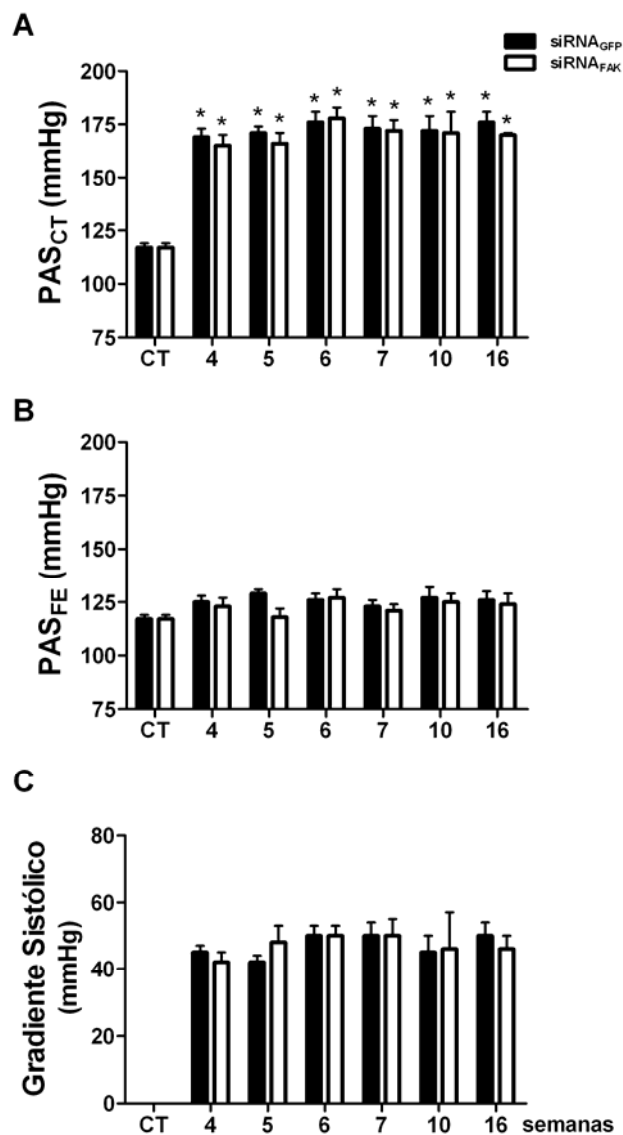 A
siRNAGFP
siRNAFAK
PASCT (mmHg)
200
175
150
125
100
75
* * * * * * * * * * * *
CT 4 5 6 7 10 16
B
PASFE (mmHg)
200
175
150
125
100
75
CT 4 5 6 7 10 16
C
Gradiente Sistólico
(mmHg)
80
60
40
20
0
CT 4 5 6 7 10 16 semanas